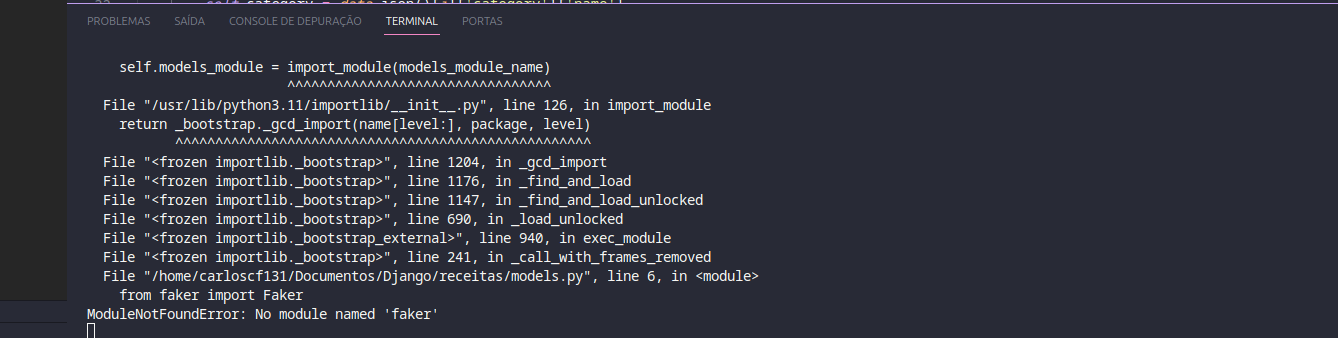 PROBLEMAS SAÍDA CONSOLE DE DEPURAÇÃO TERMINAL PORTAS
self.models_module = import_module(models_module_name)
^^^^^^^^^^^^^^^^^^^^^^^^^^^^^^^^^
File "/usr/lib/python3.11/importlib/__init__.py", line 126, in import_module
return _bootstrap._gcd_import(name[level:], package, level)
^^^^^^^^^^^^^^^^^^^^^^^^^^^^^^^^^^^^^^^^^^^^^^^^^^^^
File "<frozen importlib._bootstrap>", line 1204, in _gcd_import
File "<frozen importlib._bootstrap>", line 1176, in _find_and_load
File "<frozen importlib._bootstrap>", line 1147, in _find_and_load_unlocked
File "<frozen importlib._bootstrap>", line 690, in _load_unlocked
File "<frozen importlib._bootstrap_external>", line 940, in exec_module
File "<frozen importlib._bootstrap>", line 241, in _call_with_frames_removed
File "/home/carloscf131/Documentos/Django/receitas/models.py", line 6, in <module>
from faker import Faker
ModuleNotFoundError: No module named 'faker'